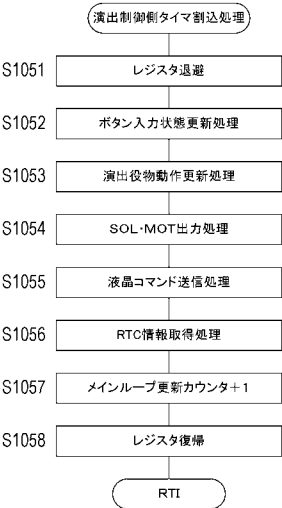 演出制御側タイマ割込処理
S1051 レジスタ退避
S1052 ボタン入力状態更新処理
S1053 演出役物動作更新処理
S1054 SOL・MOT出力処理
S1055 液晶コマンド送信処理
S1056 RTC情報取得処理
S1057 メインループ更新カウンタ+1
S1058 レジスタ復帰
RTI